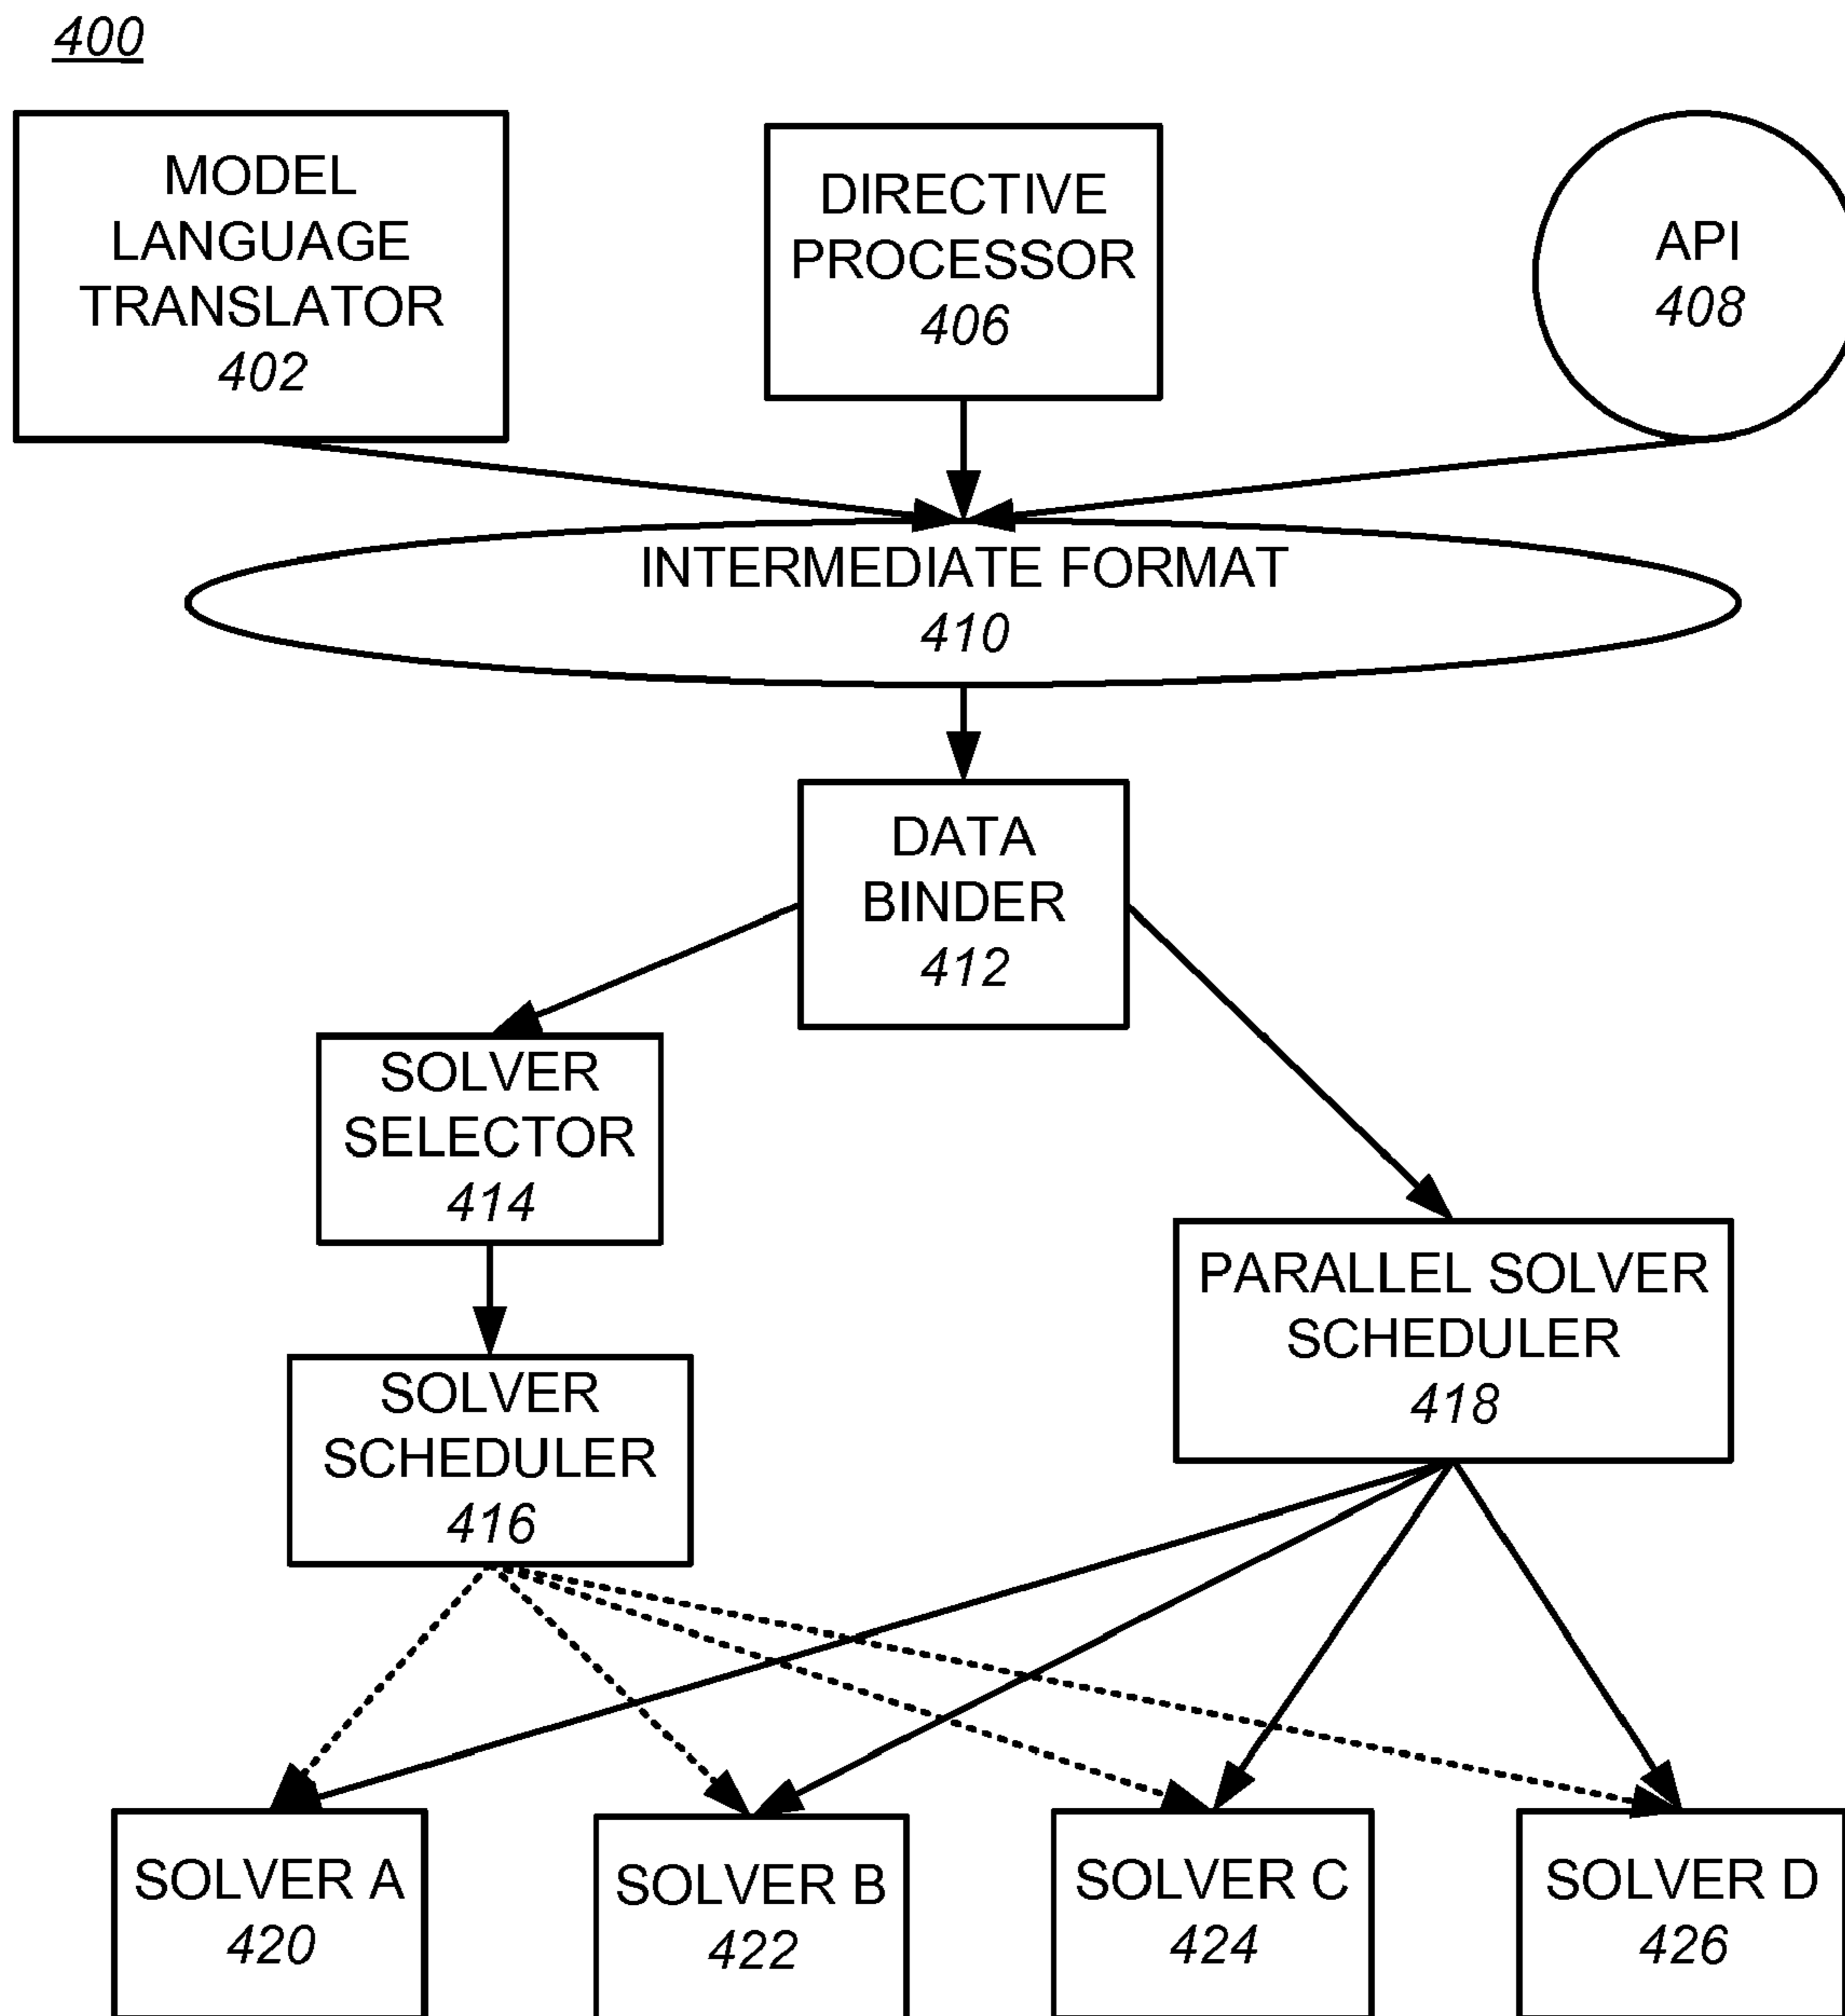 400
MODEL
LANGUAGE
TRANSLATOR
402
DIRECTIVE
PROCESSOR
406
API
408
INTERMEDIATE FORMAT
410
DATA
BINDER
412
SOLVER
SELECTOR
414
SOLVER
SCHEDULER
416
PARALLEL SOLVER
SCHEDULER
418
SOLVER A
420
SOLVER B
422
SOLVER C
424
SOLVER D
426